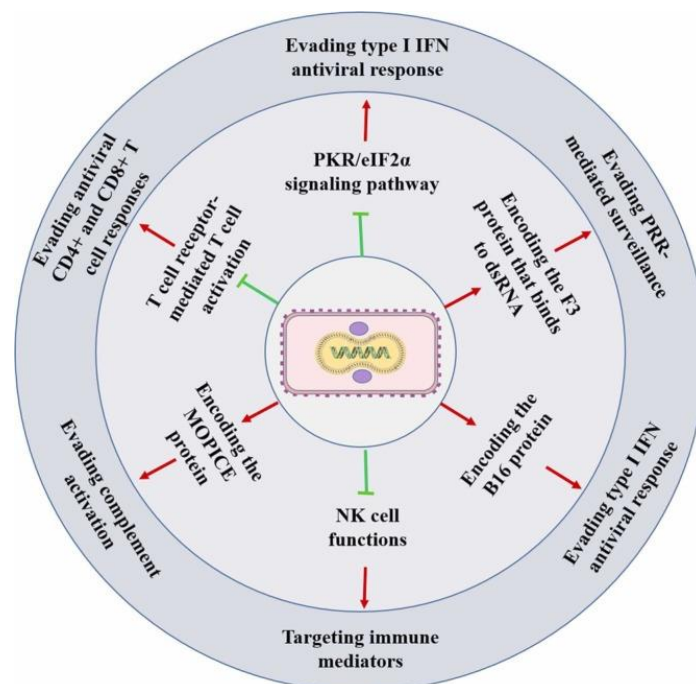 Evading type I IFN
antiviral response
PKR/eIF2α
signaling pathway
Evading PRR-
mediated surveillance
Encoding the F3
protein that binds
to dsRNA
Evading type I IFN
antiviral response
Encoding the
B16 protein
NK cell
functions
Targeting immune
mediators
Encoding the
MOPICE
protein
Evading complement
activation
T cell receptor-
mediated T cell
activation
Evading antiviral
CD4+ and CD8+ T
cell responses